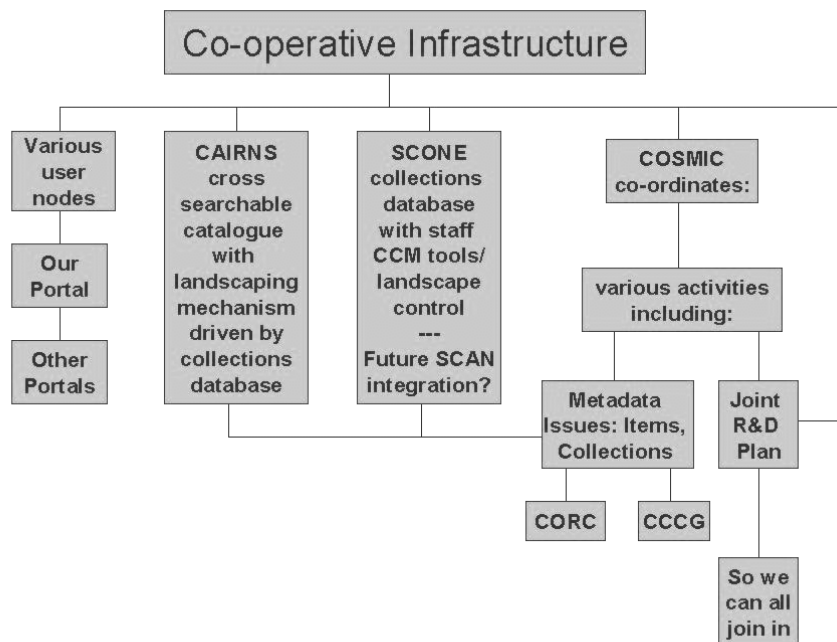 Co-operative Infrastructure
Various
user
nodes
Our
Portal
Other
Portals
CAIRNS
cross
searchable
catalogue
with
landscaping
mechanism
driven by
collections
database
SCONE
collections
database
with staff
CCM tools/
landscape
control
---
Future SCAN
integration?
COSMIC
co-ordinates:
various activities
including:
Metadata
Issues: Items,
Collections
CORC
CCCG
Joint
R&D
Plan
So we
can all
join in